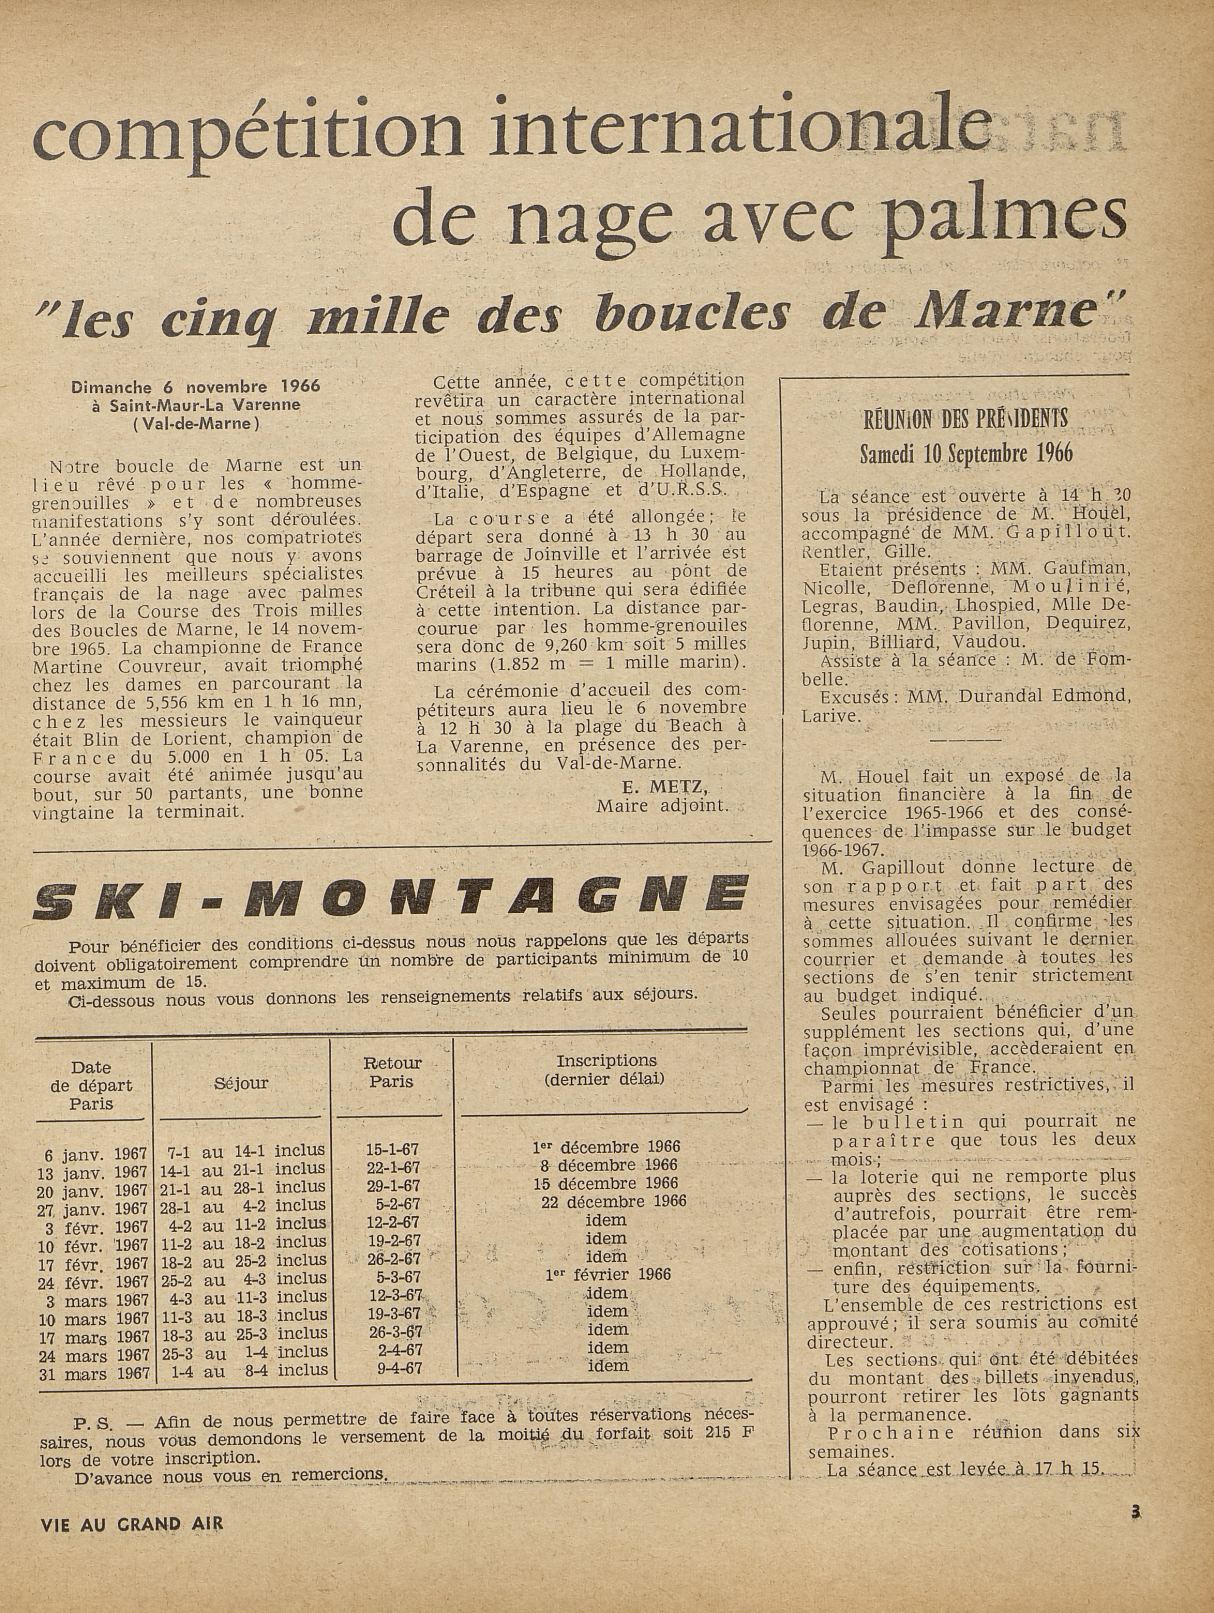 compétition internationale
de nage avec palmes
"les cinq mille des boucles de Marne"
Dimanche 6 novembre 1966
à Saint-Maur-La Varenne
(Val-de-Marne)
Notre boucle de Marne est un
lieu rêvé pour les « homme-
grenouilles » et de nombreuses
manifestations s'y sont déroulées.
L'année dernière, nos compatriotes
se souviennent que nous y avons
accueilli les meilleurs spécialistes
français de la nage avec palmes
lors de la Course des Trois milles
des Boucles de Marne, le 14 novem-
bre 1965. La championne de France
Martine Couvreur, avait triomphé
chez les dames en parcourant la
distance de 5,556 km en 1 h 16 mn,
chez les messieurs le vainqueur
était Blin de Lorient, champion de
France du 5.000 en 1 h 05. La
course avait été animée jusqu'au
bout, sur 50 partants, une bonne
vingtaine la terminait.
Cette année, cette compétition
revêtira un caractère international
et nous sommes assurés de la par-
ticipation des équipes d'Allemagne
de l'Ouest, de Belgique, du Luxem-
bourg, d'Angleterre, de Hollande,
d'Italie, d'Espagne et d'U.R.S.S.
La course a été allongée; le
départ sera donné à 13 h 30 au
barrage de Joinville et l'arrivée est
prévue à 15 heures au pont de
Créteil à la tribune qui sera édifiée
à cette intention. La distance par-
courue par les homme-grenouiles
sera donc de 9,260 km soit 5 milles
marins (1.852 m = 1 mille marin).
La cérémonie d'accueil des com-
pétiteurs aura lieu le 6 novembre
à 12 h 30 à la plage du Beach à
La Varenne, en présence des per-
sonnalités du Val-de-Marne.
E. METZ,
Maire adjoint.
SKI-MONTAGNE
Pour bénéficier des conditions ci-dessus nous nous rappelons que les départs
doivent obligatoirement comprendre un nombre de participants minimum de 10
et maximum de 15.
Ci-dessous nous vous donnons les renseignements relatifs aux séjours.
Date de départ Paris | Séjour | Retour Paris | Inscriptions (dernier délai)
6 janv. 1967 7-1 au 14-1 inclus 15-1-67 1er décembre 1966
13 janv. 1967 14-1 au 21-1 inclus 22-1-67 8 décembre 1966
20 janv. 1967 21-1 au 28-1 inclus 29-1-67 15 décembre 1966
27 janv. 1967 28-1 au 4-2 inclus 5-2-67 22 décembre 1966
3 févr. 1967 4-2 au 11-2 inclus 12-2-67 idem
10 févr. 1967 11-2 au 18-2 inclus 19-2-67 idem
17 févr. 1967 18-2 au 25-2 inclus 26-2-67 idem
24 févr. 1967 25-2 au 4-3 inclus 5-3-67 1er février 1966
3 mars 1967 4-3 au 11-3 inclus 12-3-67 idem
10 mars 1967 11-3 au 18-3 inclus 19-3-67 idem
17 mars 1967 18-3 au 25-3 inclus 26-3-67 idem
24 mars 1967 25-3 au 1-4 inclus 2-4-67 idem
31 mars 1967 1-4 au 8-4 inclus 9-4-67 idem
P. S. — Afin de nous permettre de faire face à toutes réservations néces-
saires, nous vous demondons le versement de la moitié du forfait soit 215 F
lors de votre inscription.
D'avance nous vous en remercions.
RÉUNION DES PRÉSIDENTS
Samedi 10 Septembre 1966
La séance est ouverte à 14 h 30
sous la présidence de M. Houel,
accompagné de MM. Gapillout.
Rentler, Gille.
Etaient présents : MM. Gaufman,
Nicolle, Deflorenne, Moulinié,
Legras, Baudin, Lhospied, Mlle De-
florenne, MM. Pavillon, Dequirez,
Jupin, Billiard, Vaudou.
Assiste à la séance : M. de Fom-
belle.
Excusés : MM. Durandal Edmond,
Larive.
M. Houel fait un exposé de la
situation financière à la fin de
l'exercice 1965-1966 et des consé-
quences de l'impasse sur le budget
1966-1967.
M. Gapillout donne lecture de
son rapport et fait part des
mesures envisagées pour remédier
à cette situation. Il confirme les
sommes allouées suivant le dernier
courrier et demande à toutes les
sections de s'en tenir strictement
au budget indiqué.
Seules pourraient bénéficier d'un
supplément les sections qui, d'une
façon imprévisible, accèderaient en
championnat de France.
Parmi les mesures restrictives, il
est envisagé :
— le bulletin qui pourrait ne
paraître que tous les deux
mois;
— la loterie qui ne remporte plus
auprès des sections, le succès
d'autrefois, pourrait être rem-
placée par une augmentation du
montant des cotisations;
— enfin, restriction sur la fourni-
ture des équipements.
L'ensemble de ces restrictions est
approuvé; il sera soumis au comité
directeur.
Les sections qui ont été débitées
du montant des billets invendus,
pourront retirer les lots gagnants
à la permanence.
Prochaine réunion dans six
semaines.
La séance est levée à 17 h 15.
VIE AU GRAND AIR
3